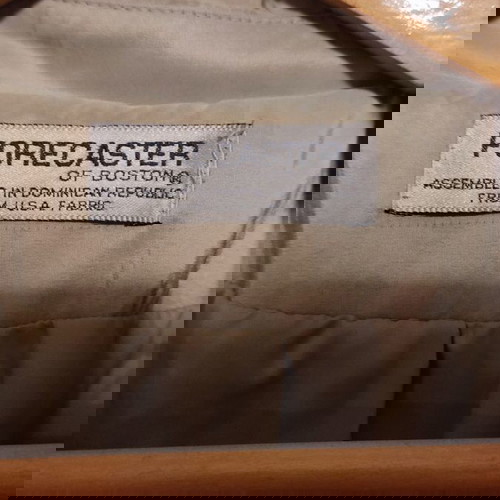 FORECASTER
OF BOSTON®
ASSEMBLED IN DOMINICAN REPUBLIC
FROM U.S.A. FABRIC